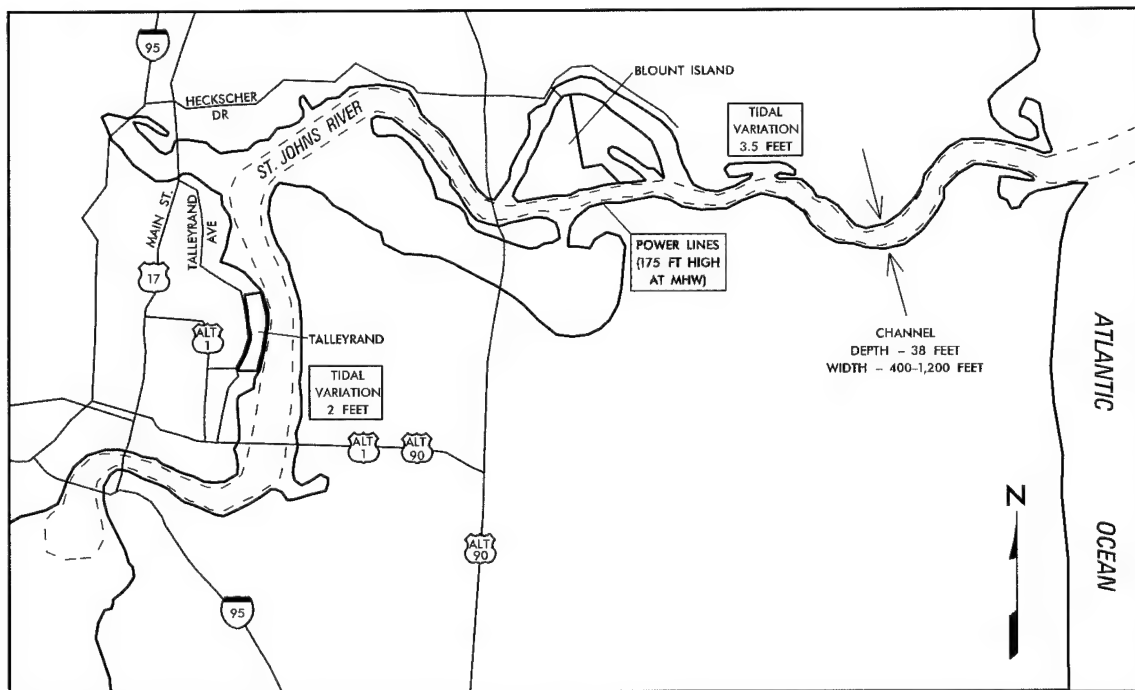 95
BLOUNT ISLAND
HECKSCHER
DR
TIDAL
VARIATION
3.5 FEET
ST. JOHNS RIVER
MAIN ST.
TALLEYRAND
AVE
17
POWER LINES
(175 FT HIGH
AT MHW)
ALT
1
TALLEYRAND
CHANNEL
DEPTH – 38 FEET
WIDTH – 400–1,200 FEET
TIDAL
VARIATION
2 FEET
ATLANTIC
OCEAN
ALT
1
ALT
90
N
ALT
90
95